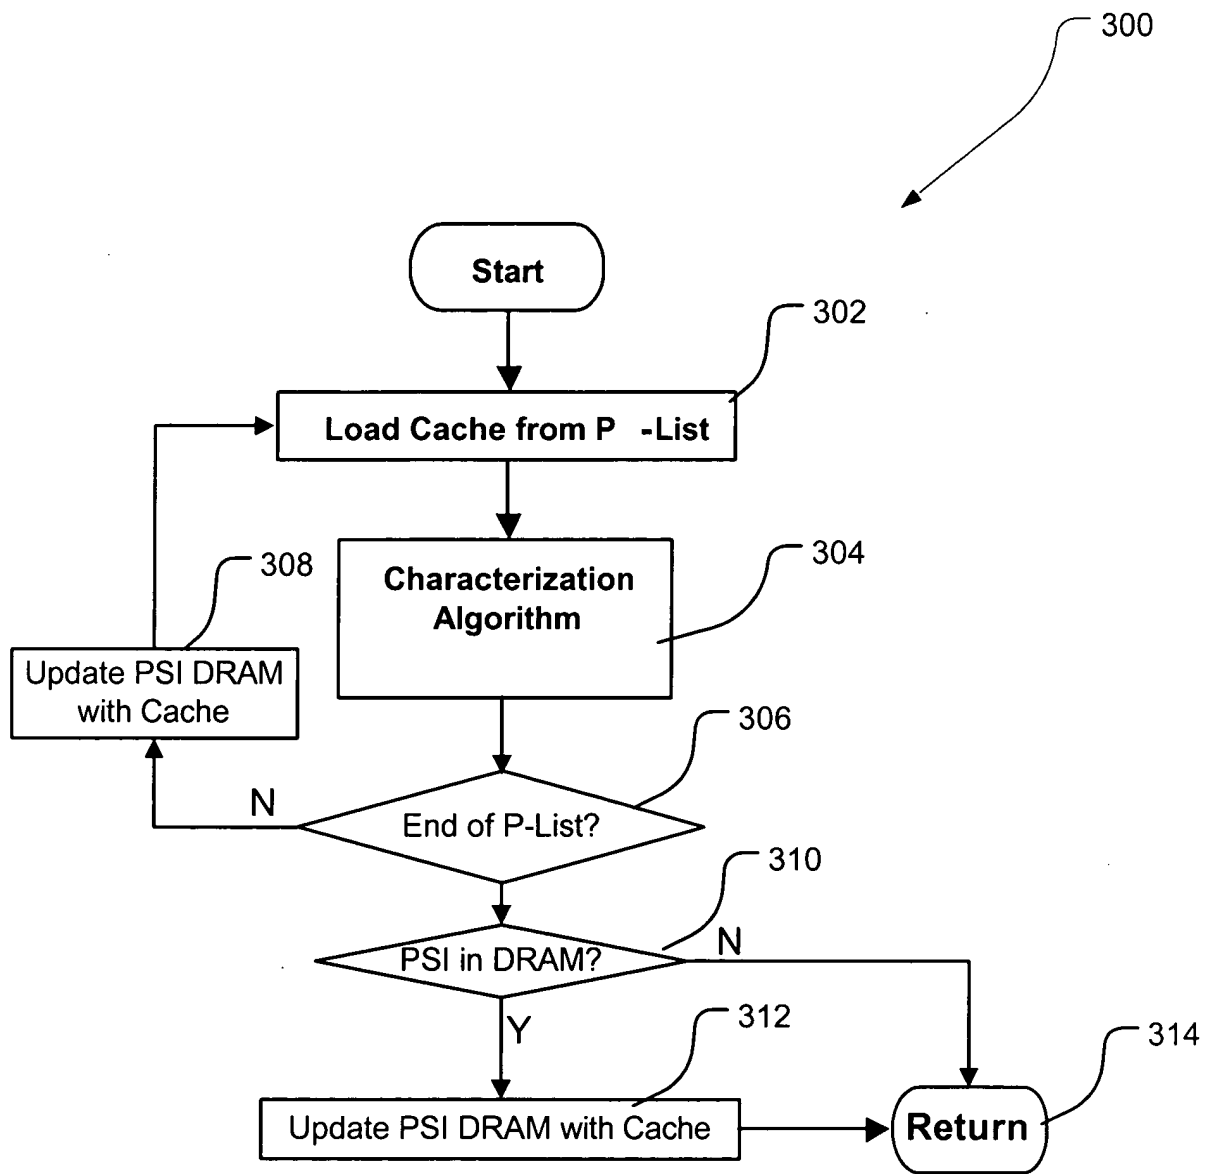 300
Start
302
Load Cache from P -List
304
Characterization
Algorithm
308
Update PSI DRAM
with Cache
306
N
End of P-List?
310
PSI in DRAM?
N
Y
312
314
Update PSI DRAM with Cache
Return